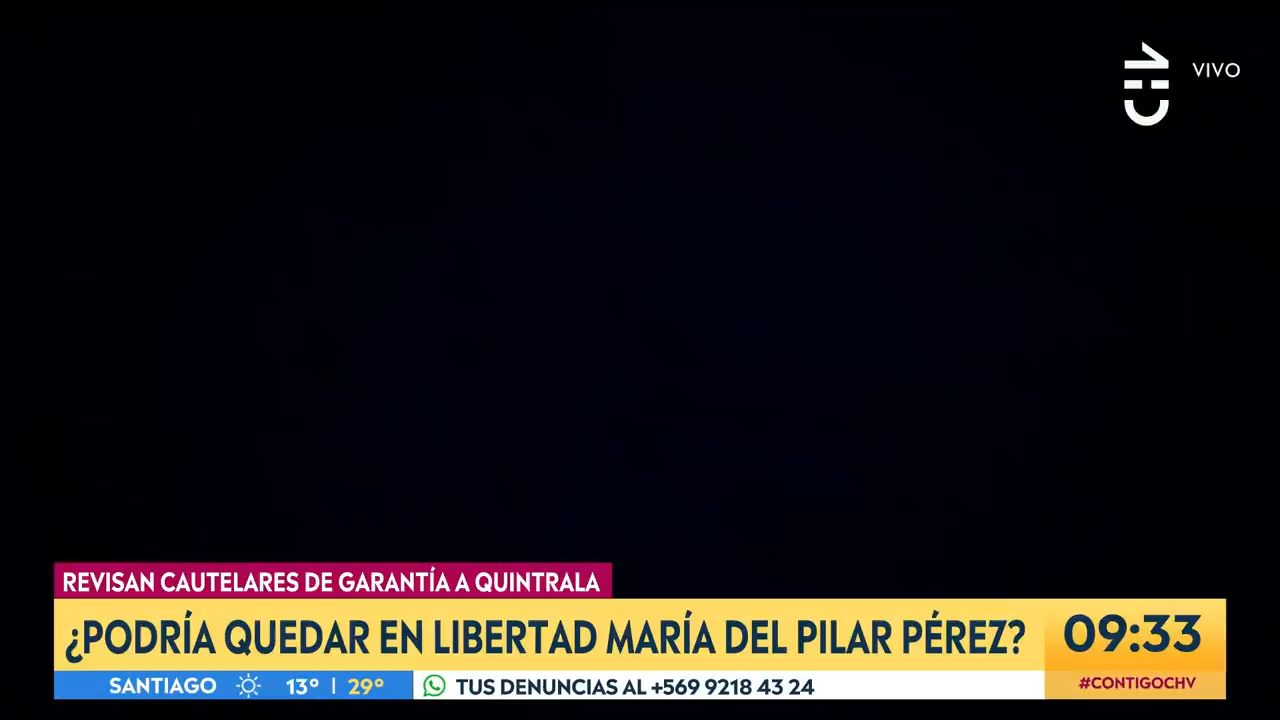 CHV
VIVO
REVISAN CAUTELARES DE GARANTÍA A QUINTRALA
¿PODRÍA QUEDAR EN LIBERTAD MARÍA DEL PILAR PÉREZ?
09:33
SANTIAGO 13° | 29°
TUS DENUNCIAS AL +569 9218 43 24
#CONTIGOCHV